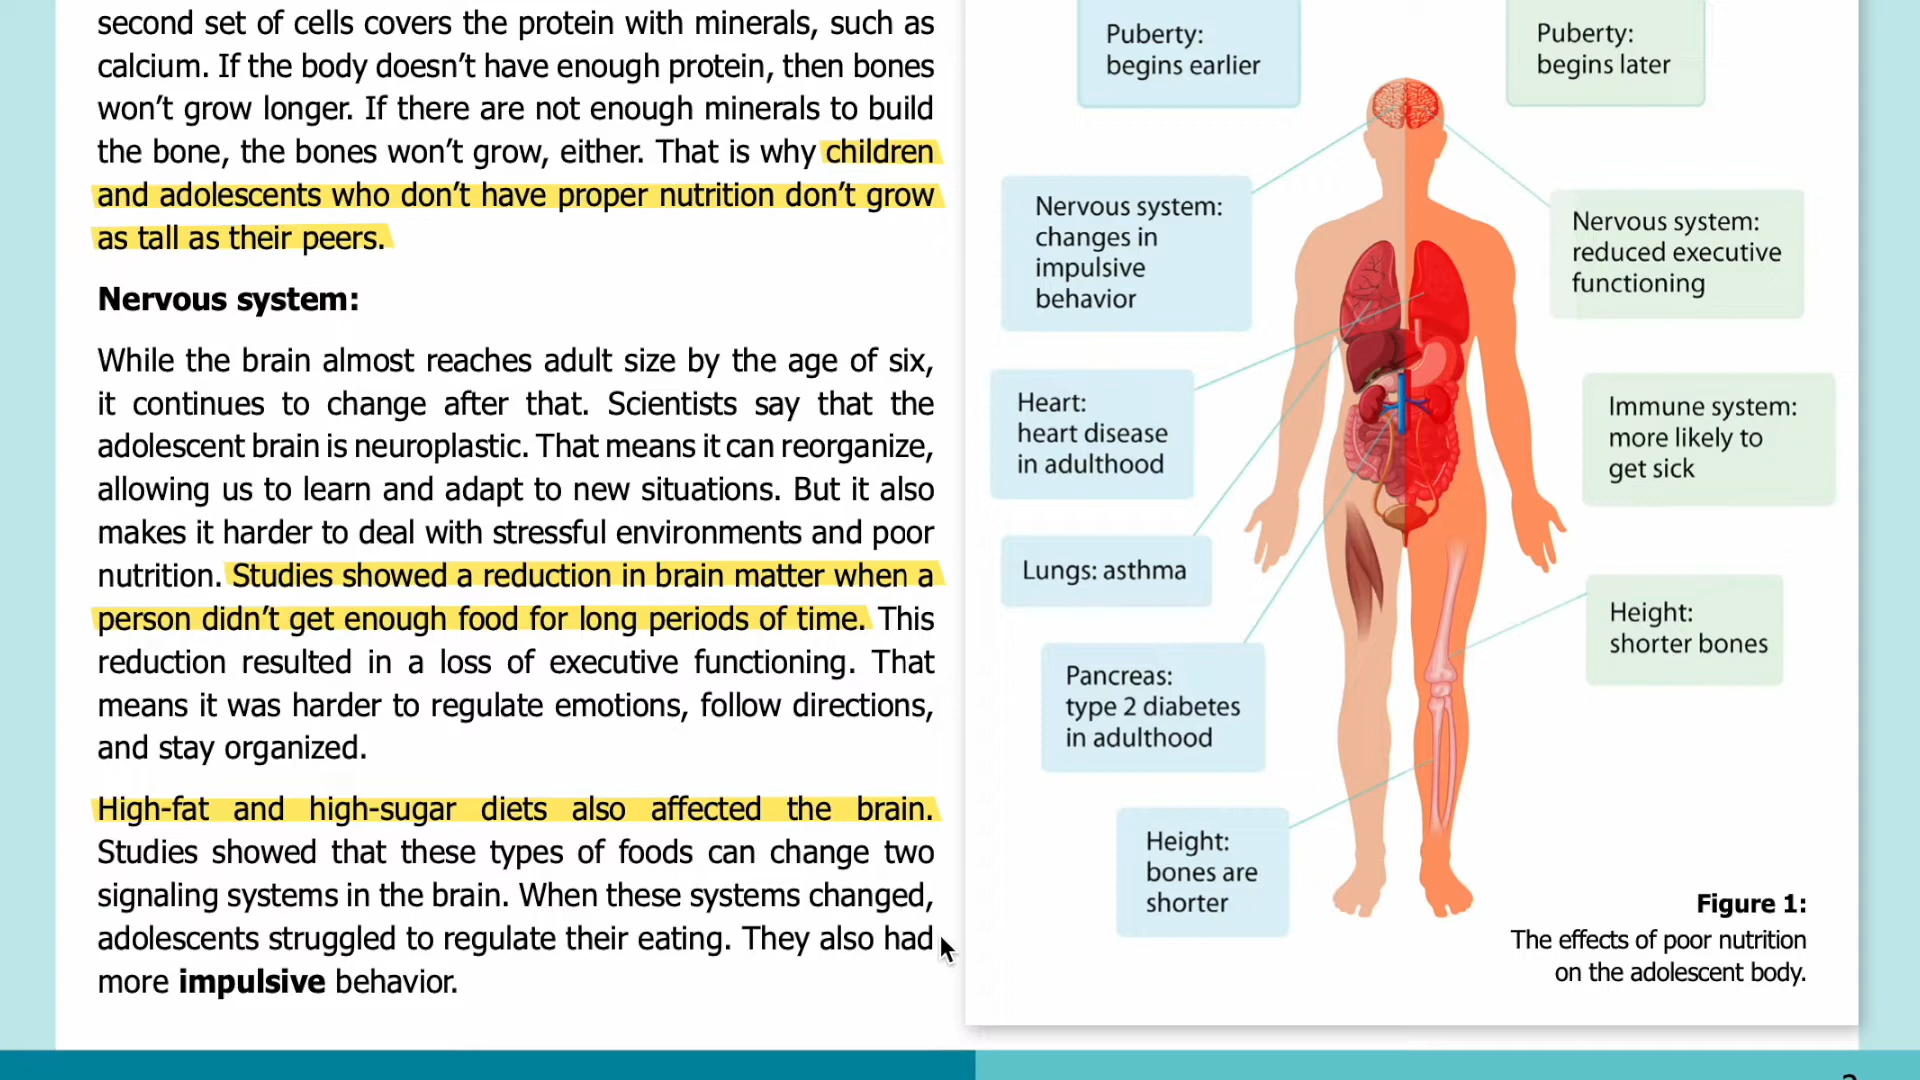 second set of cells covers the protein with minerals, such as
calcium. If the body doesn’t have enough protein, then bones
won’t grow longer. If there are not enough minerals to build
the bone, the bones won’t grow, either. That is why children
and adolescents who don’t have proper nutrition don’t grow
as tall as their peers.
Nervous system:
While the brain almost reaches adult size by the age of six,
it continues to change after that. Scientists say that the
adolescent brain is neuroplastic. That means it can reorganize,
allowing us to learn and adapt to new situations. But it also
makes it harder to deal with stressful environments and poor
nutrition. Studies showed a reduction in brain matter when a
person didn’t get enough food for long periods of time. This
reduction resulted in a loss of executive functioning. That
means it was harder to regulate emotions, follow directions,
and stay organized.
High-fat and high-sugar diets also affected the brain.
Studies showed that these types of foods can change two
signaling systems in the brain. When these systems changed,
adolescents struggled to regulate their eating. They also had
more impulsive behavior.
Puberty:
begins earlier
Nervous system:
changes in
impulsive
behavior
Heart:
heart disease
in adulthood
Lungs: asthma
Pancreas:
type 2 diabetes
in adulthood
Height:
bones are
shorter
Puberty:
begins later
Nervous system:
reduced executive
functioning
Immune system:
more likely to
get sick
Height:
shorter bones
Figure 1:
The effects of poor nutrition
on the adolescent body.